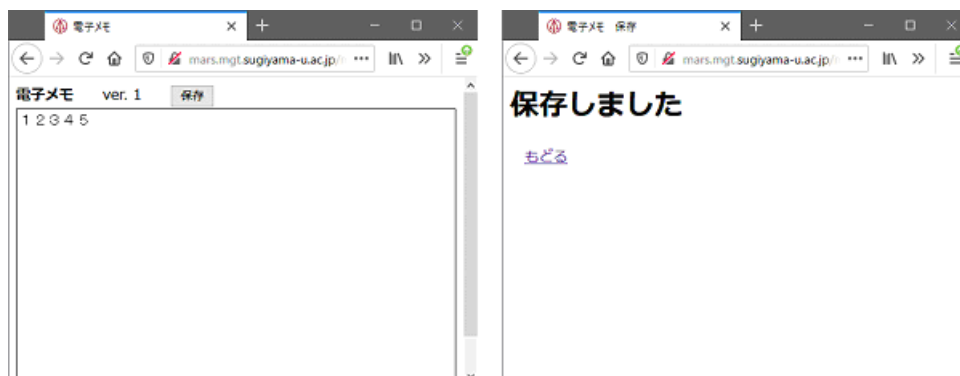 電子メモ
mars.mgt.sugiyama-u.ac.jp/
電子メモ ver. 1 保存
12345
電子メモ 保存
mars.mgt.sugiyama-u.ac.jp/
保存しました
もどる